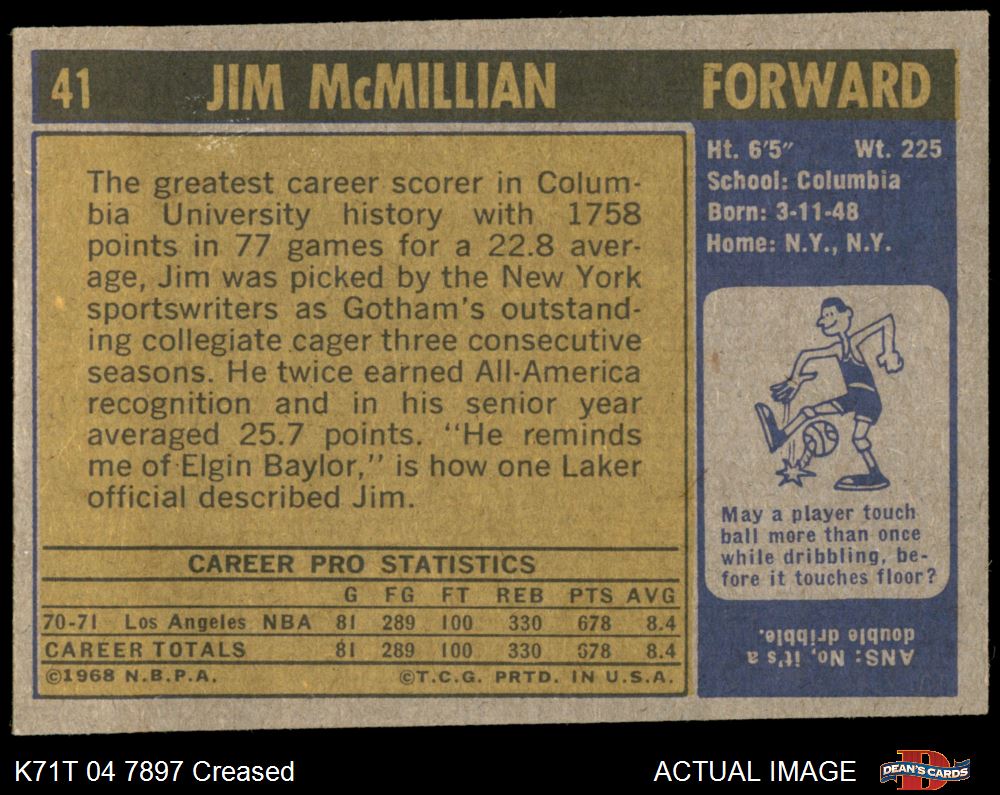 41 JIM McMILLIAN FORWARD
The greatest career scorer in Colum-
bia University history with 1758
points in 77 games for a 22.8 aver-
age, Jim was picked by the New York
sportswriters as Gotham's outstand-
ing collegiate cager three consecutive
seasons. He twice earned All-America
recognition and in his senior year
averaged 25.7 points. "He reminds
me of Elgin Baylor," is how one Laker
official described Jim.
CAREER PRO STATISTICS
G FG FT REB PTS AVG
70-71 Los Angeles NBA 81 289 100 330 678 8.4
CAREER TOTALS 81 289 100 330 678 8.4
©1968 N.B.P.A. ©T.C.G. PRTD. IN U.S.A.
Ht. 6'5" Wt. 225
School: Columbia
Born: 3-11-48
Home: N.Y., N.Y.
May a player touch
ball more than once
while dribbling, be-
fore it touches floor?
ANS: No, it's a
double dribble.
K71T 04 7897 Creased
ACTUAL IMAGE
DEAN'S CARDS